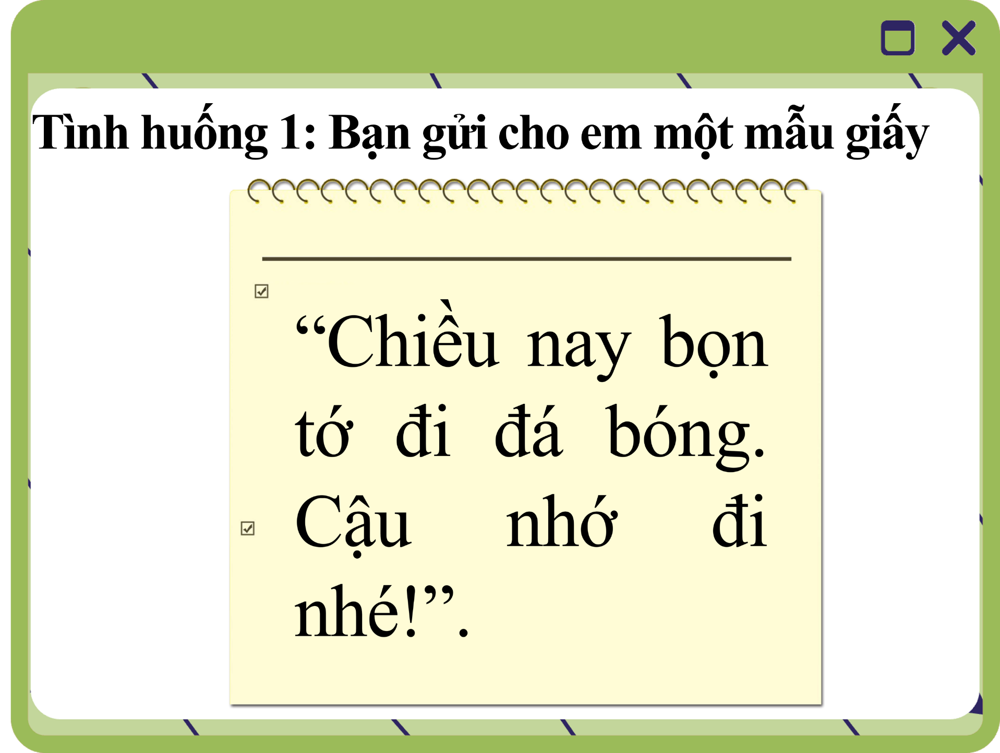 Tình huống 1: Bạn gửi cho em một mẫu giấy
“Chiều nay bọn
tớ đi đá bóng.
Cậu nhớ đi
nhé!”.